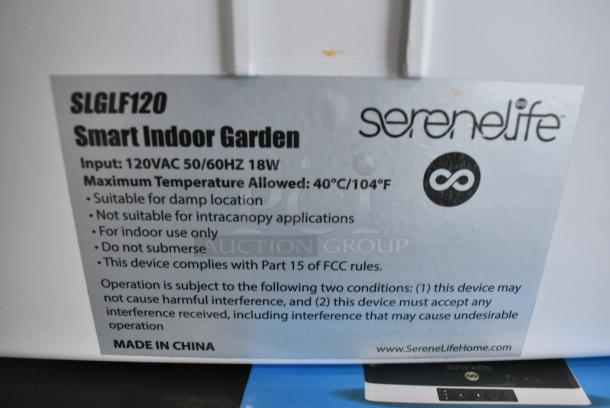 SLGLF120
serenelife
Smart Indoor Garden
Input: 120VAC 50/60HZ 18W
Maximum Temperature Allowed: 40°C/104°F
• Suitable for damp location
• Not suitable for intracanopy applications
• For indoor use only
• Do not submerse
AUCTION GROUP
• This device complies with Part 15 of FCC rules.
Operation is subject to the following two conditions: (1) this device may
not cause harmful interference, and (2) this device must accept any
interference received, including interference that may cause undesirable
operation
MADE IN CHINA
www.SereneLifeHome.com